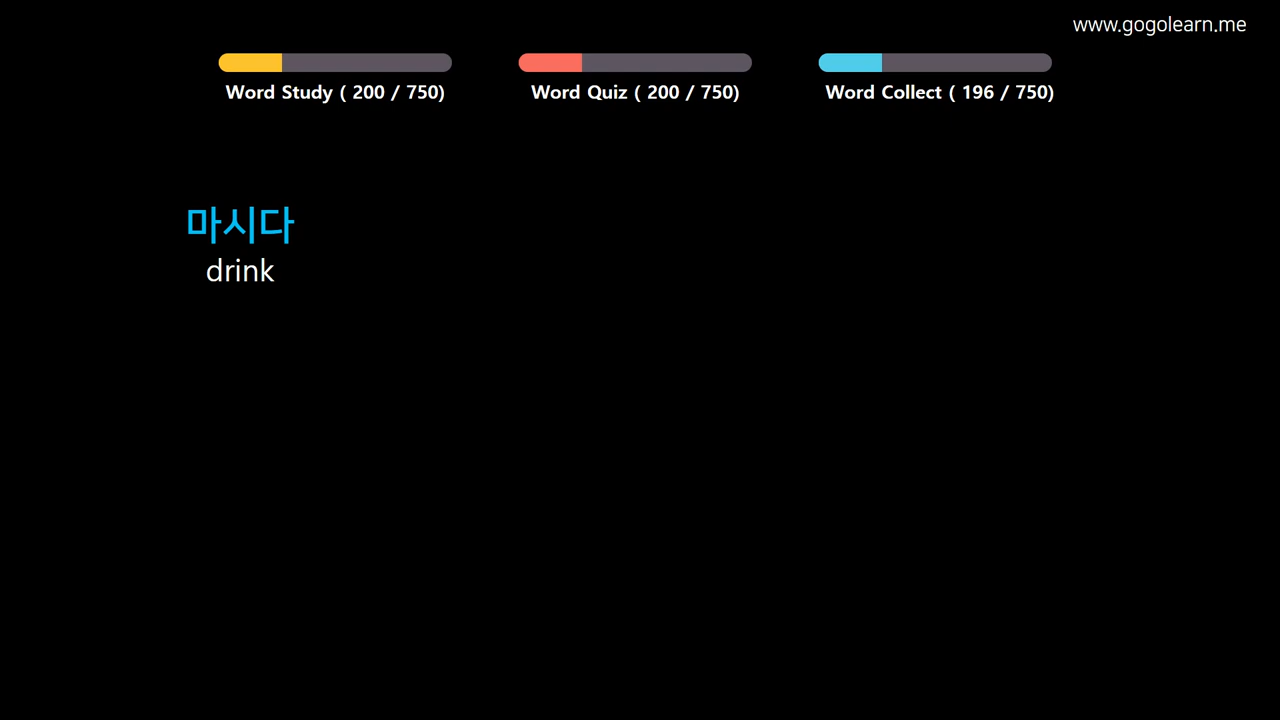 www.gogolearn.me
Word Study ( 200 / 750)
Word Quiz ( 200 / 750)
Word Collect ( 196 / 750)
마시다
drink